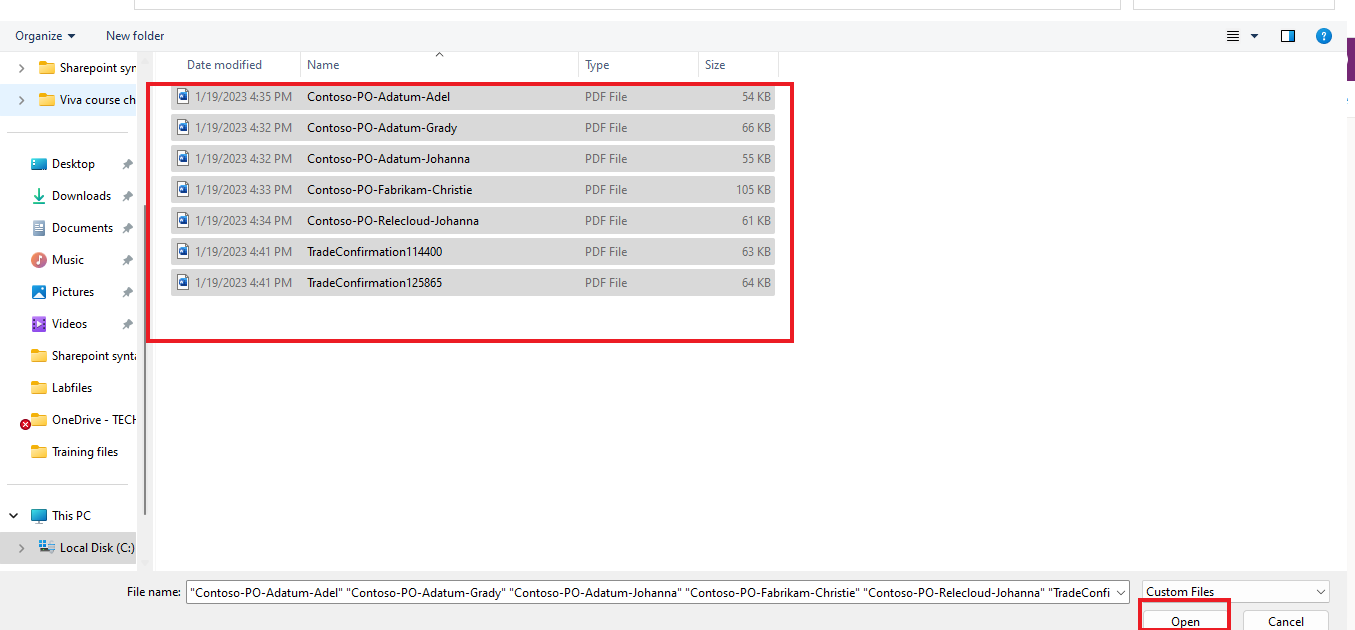 Organize New folder
Date modified Name Type Size
Sharepoint syn
Viva course ch
Desktop
Downloads
Documents
Music
Pictures
Videos
Sharepoint synta
Labfiles
OneDrive - TECH
Training files
This PC
Local Disk (C:)
1/19/2023 4:35 PM Contoso-PO-Adatum-Adel PDF File 54 KB
1/19/2023 4:32 PM Contoso-PO-Adatum-Grady PDF File 66 KB
1/19/2023 4:32 PM Contoso-PO-Adatum-Johanna PDF File 55 KB
1/19/2023 4:33 PM Contoso-PO-Fabrikam-Christie PDF File 105 KB
1/19/2023 4:34 PM Contoso-PO-Relecloud-Johanna PDF File 61 KB
1/19/2023 4:41 PM TradeConfirmation114400 PDF File 63 KB
1/19/2023 4:41 PM TradeConfirmation125865 PDF File 64 KB
File name: "Contoso-PO-Adatum-Adel" "Contoso-PO-Adatum-Grady" "Contoso-PO-Adatum-Johanna" "Contoso-PO-Fabrikam-Christie" "Contoso-PO-Relecloud-Johanna" "TradeConfi Custom Files
Open Cancel